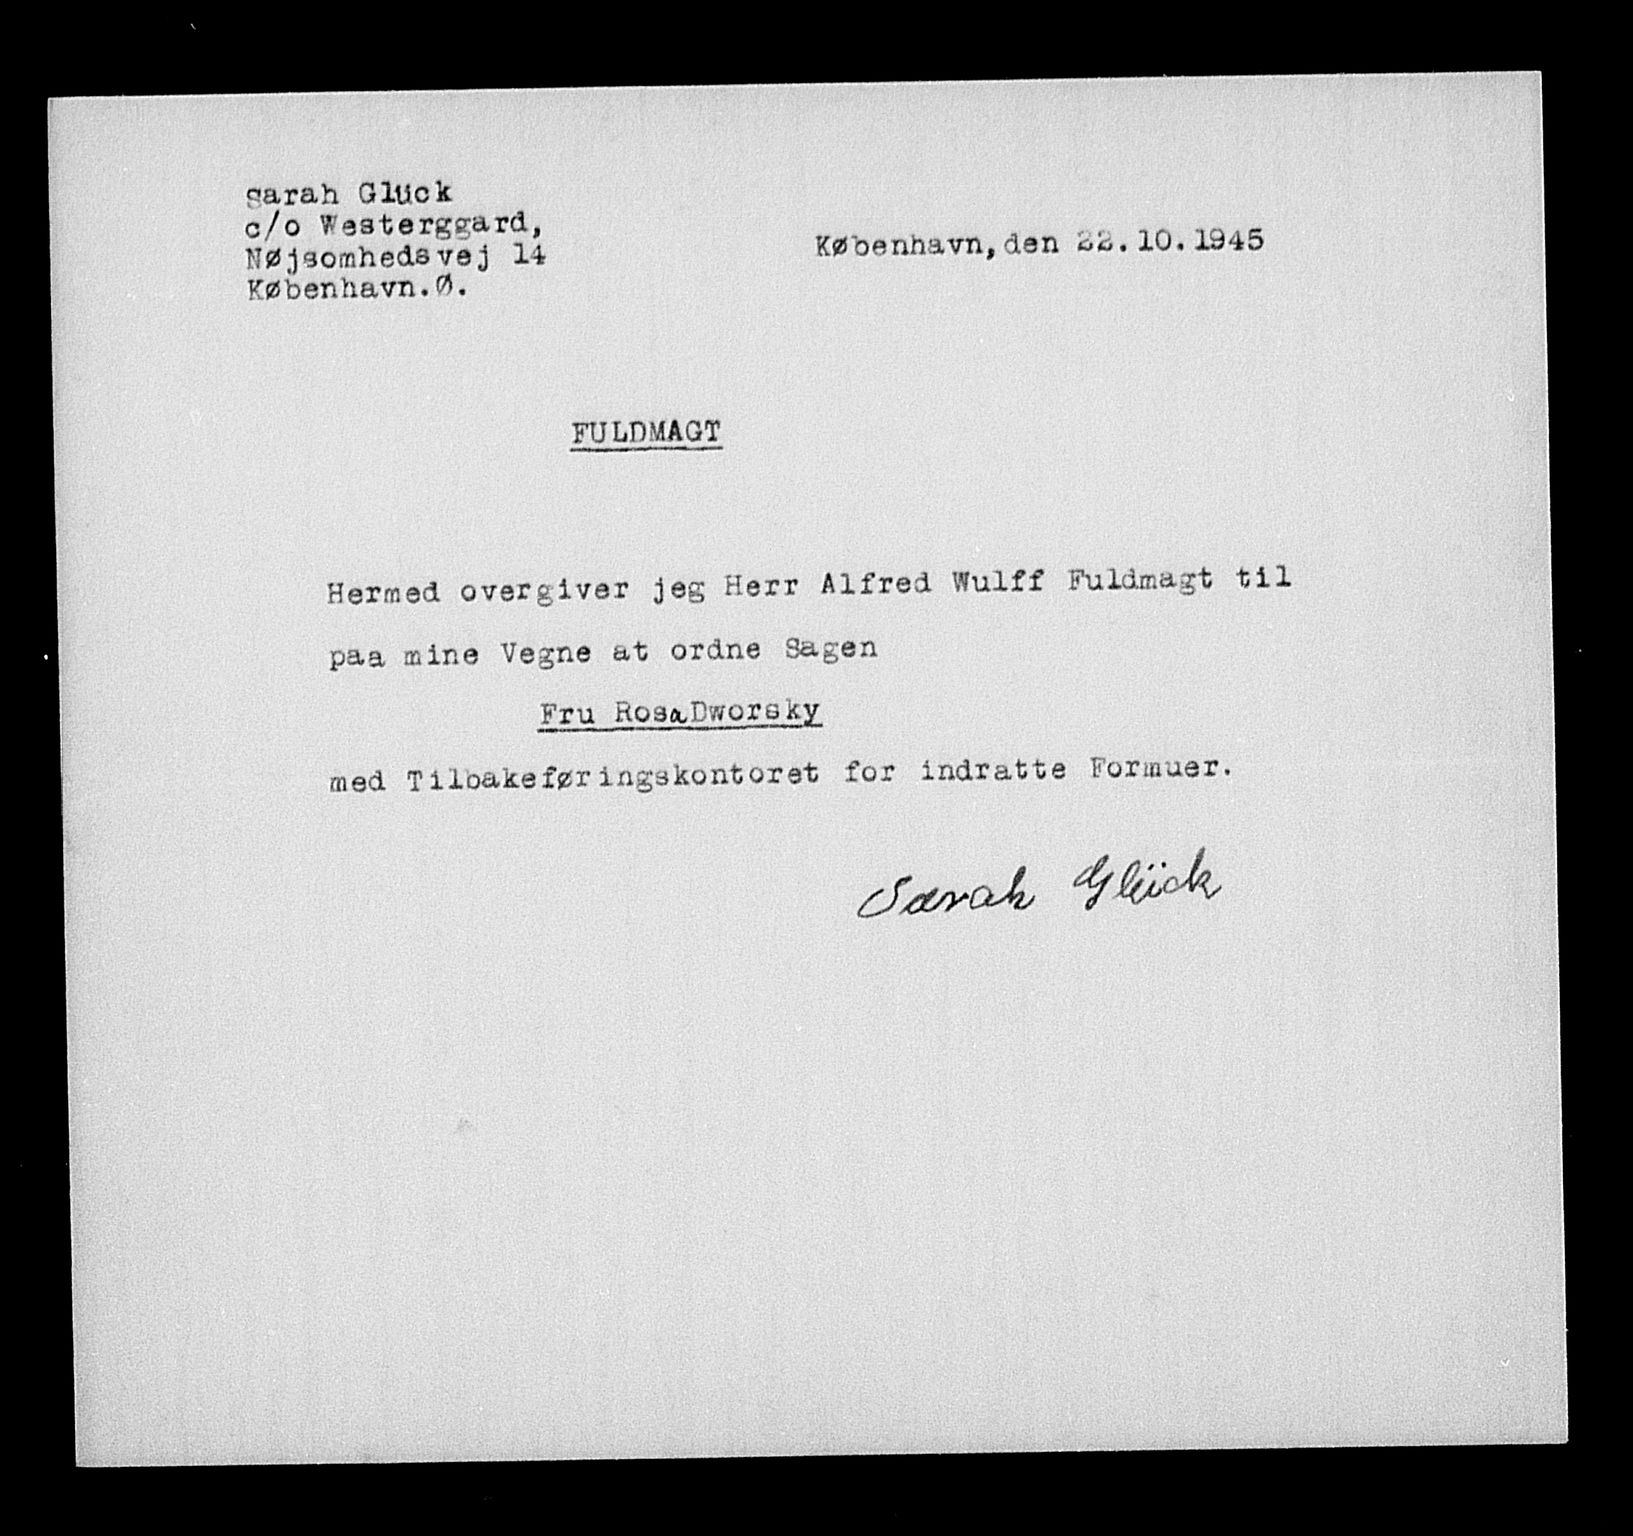 Sarah Glück
c/o Westerggard,
Nøjsomhedsvej 14
København.Ø.
København, den 22.10.1945
FULDMAGT
Hermed overgiver jeg Herr Alfred Wulff Fuldmagt til
paa mine Vegne at ordne Sagen
Fru Rosa Dworsky
med Tilbakeføringskontoret for indratte Formuer.
Sarah Glück